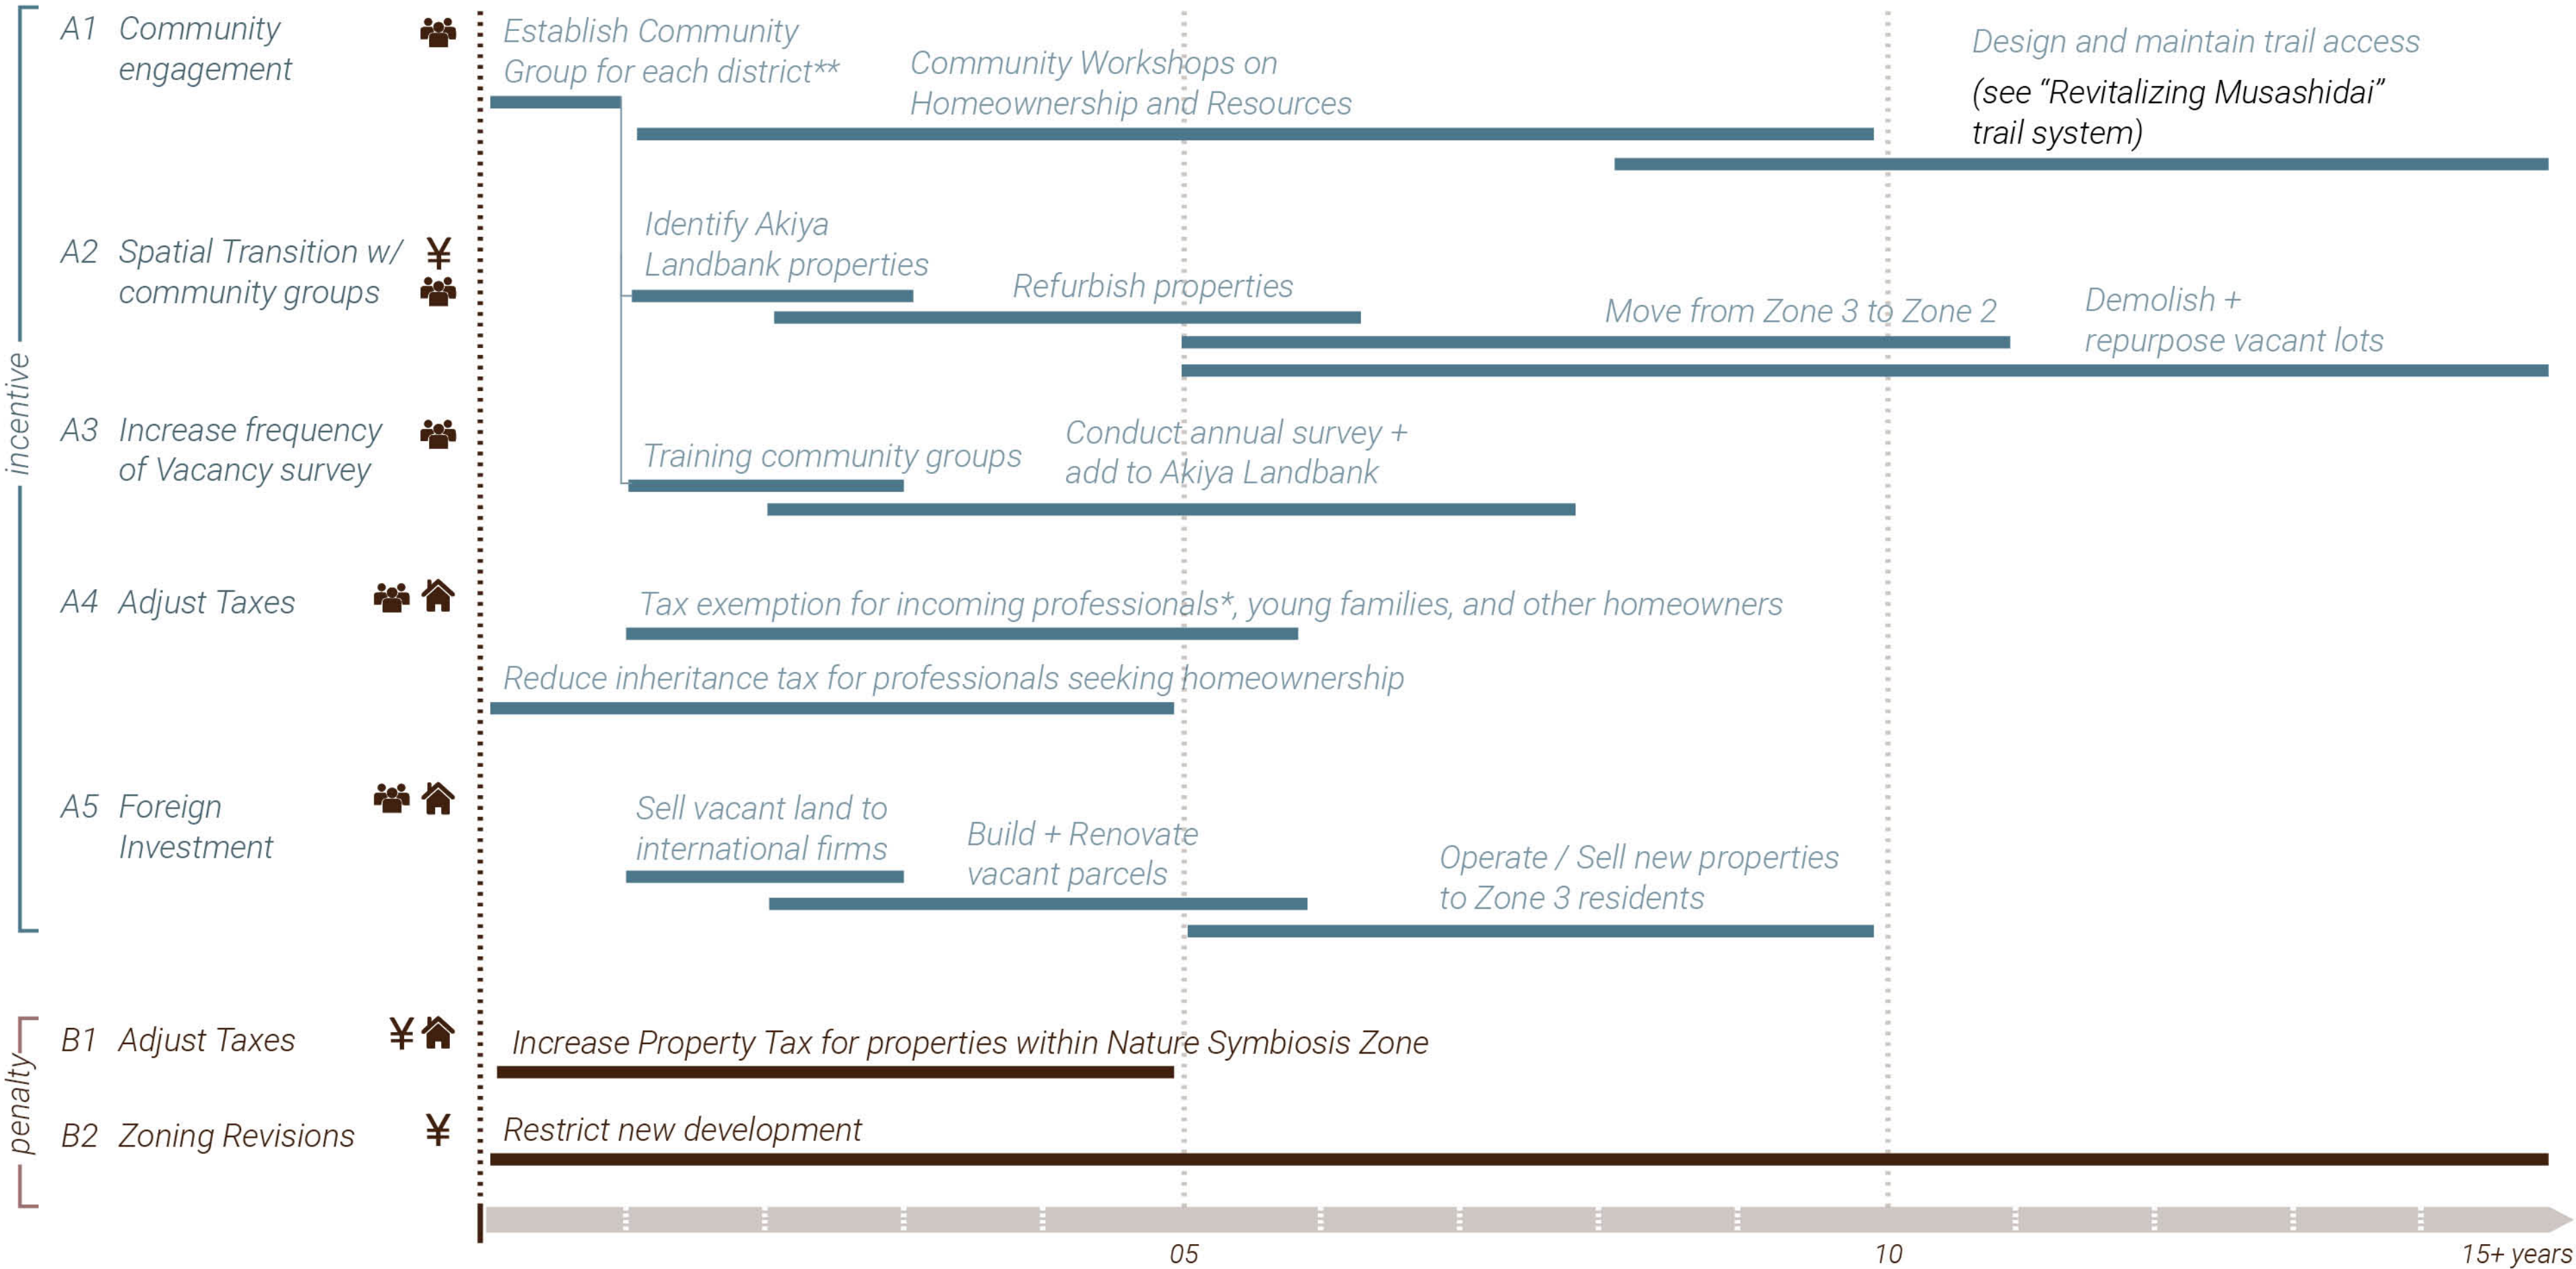 incentive
A1 Community
engagement
Establish Community
Group for each district**
Community Workshops on
Homeownership and Resources
Design and maintain trail access
(see “Revitalizing Musashidai”
trail system)
A2 Spatial Transition w/
community groups
¥
Identify Akiya
Landbank properties
Refurbish properties
Move from Zone 3 to Zone 2
Demolish +
repurpose vacant lots
A3 Increase frequency
of Vacancy survey
Training community groups
Conduct annual survey +
add to Akiya Landbank
A4 Adjust Taxes
Tax exemption for incoming professionals*, young families, and other homeowners
Reduce inheritance tax for professionals seeking homeownership
A5 Foreign
Investment
Sell vacant land to
international firms
Build + Renovate
vacant parcels
Operate / Sell new properties
to Zone 3 residents
penalty
B1 Adjust Taxes
¥
Increase Property Tax for properties within Nature Symbiosis Zone
B2 Zoning Revisions
¥
Restrict new development
05
10
15+ years